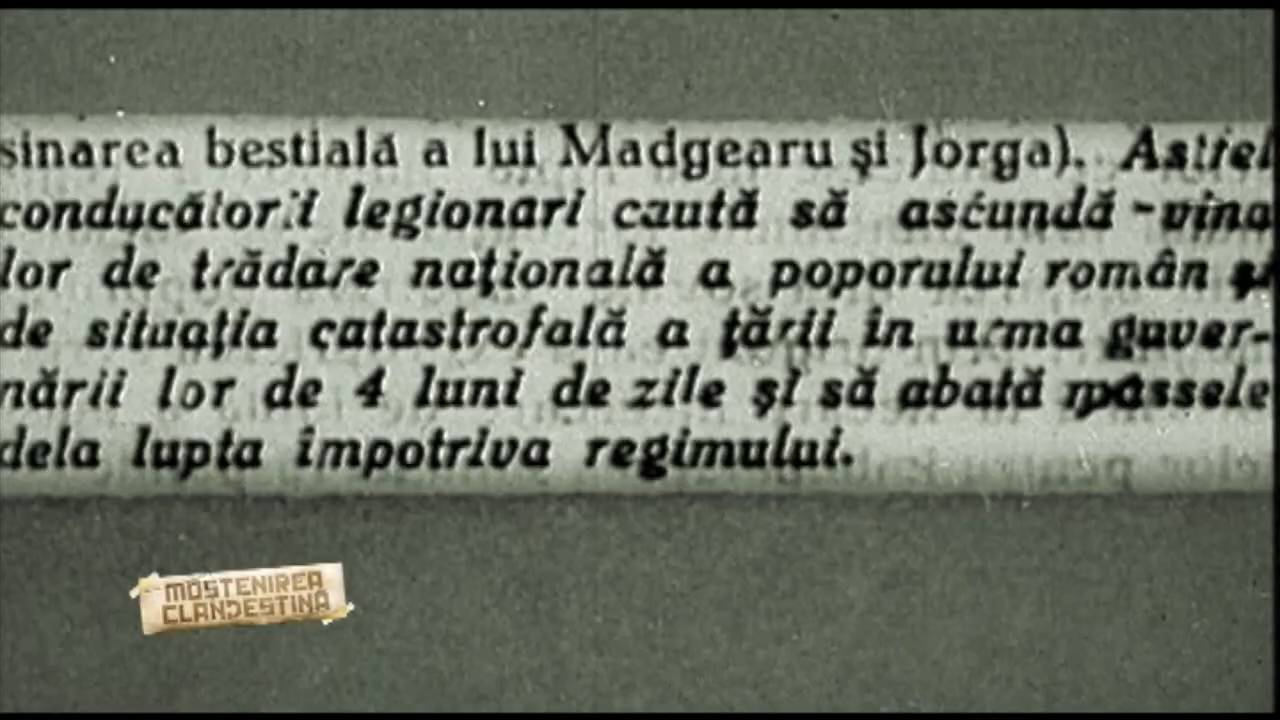 sinarea bestială a lui Madgearu şi Jorga). Astfel
conducătorii legionari caută să ascundă vina
lor de trădare naţională a poporului român şi
de situaţia catastrofală a ţării în urma guver-
nării lor de 4 luni de zile şi să abată massele
dela lupta împotriva regimului.
MOŞTENIREA
CLANDESTINĂ